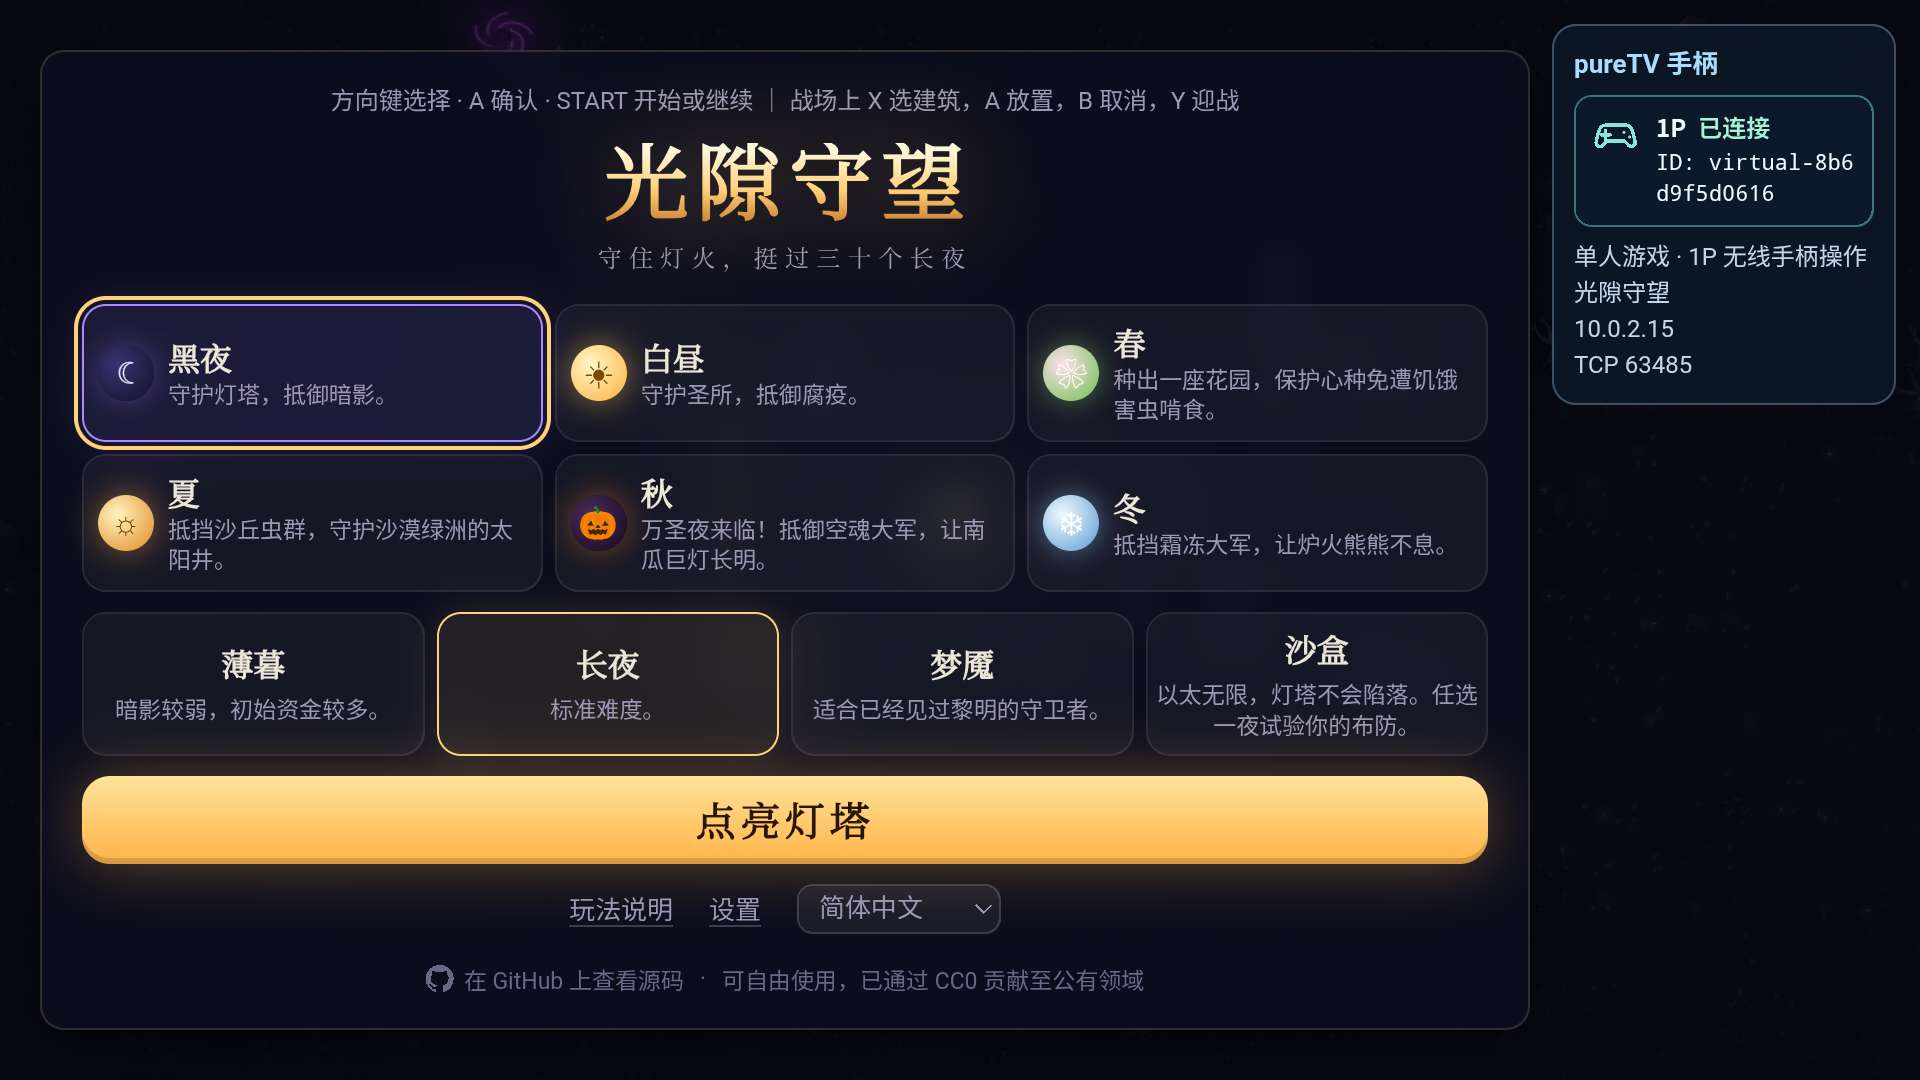 方向键选择 · A 确认 · START 开始或继续 ｜ 战场上 X 选建筑，A 放置，B 取消，Y 迎战
光隙守望
守住灯火，挺过三十个长夜
黑夜
守护灯塔，抵御暗影。
白昼
守护圣所，抵御腐疫。
春
种出一座花园，保护心种免遭饥饿
害虫啃食。
夏
抵挡沙丘虫群，守护沙漠绿洲的太
阳井。
秋
万圣夜来临！抵御空魂大军，让南
瓜巨灯长明。
冬
抵挡霜冻大军，让炉火熊熊不息。
薄暮
暗影较弱，初始资金较多。
长夜
标准难度。
梦魇
适合已经见过黎明的守卫者。
沙盒
以太无限，灯塔不会陷落。任选
一夜试验你的布防。
点亮灯塔
玩法说明
设置
简体中文
在 GitHub 上查看源码 · 可自由使用，已通过 CC0 贡献至公有领域
pureTV 手柄
1P 已连接
ID: virtual-8b6
d9f5d0616
单人游戏 · 1P 无线手柄操作
光隙守望
10.0.2.15
TCP 63485